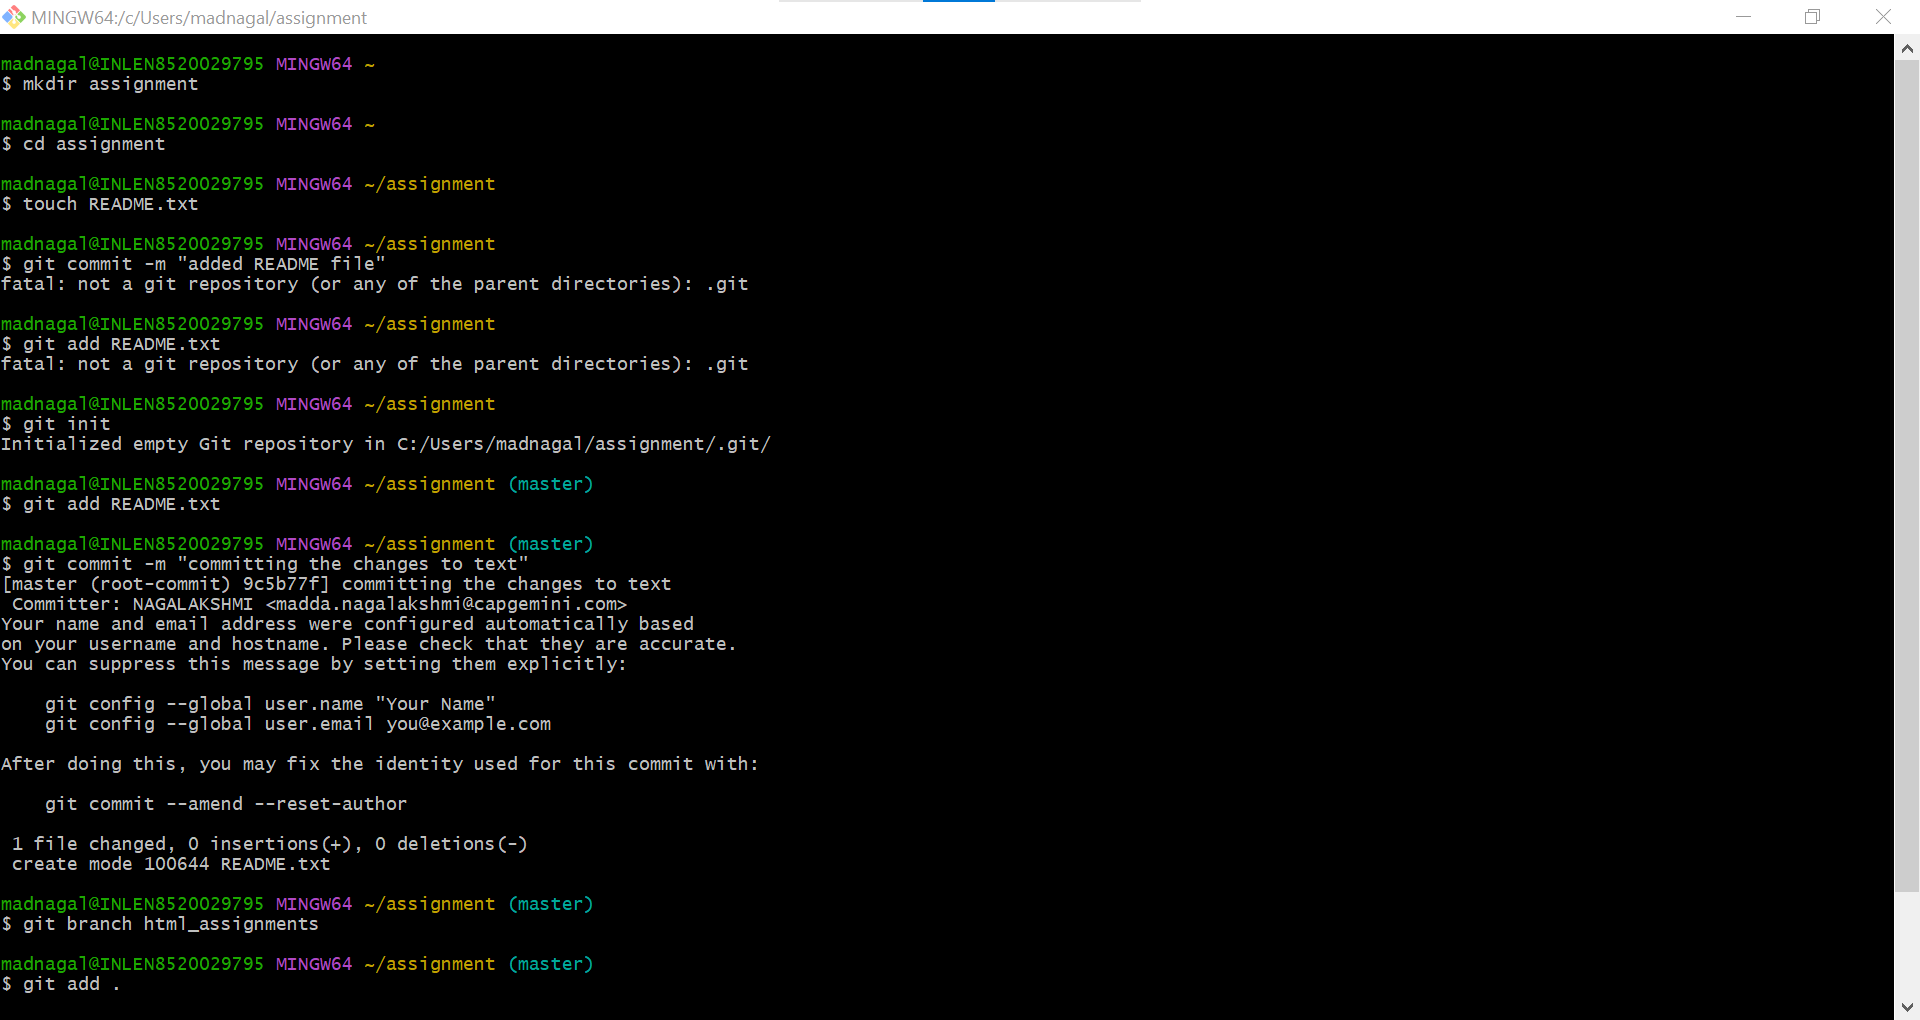 MINGW64:/c/Users/madnagal/assignment
madnagal@INLEN8520029795 MINGW64 ~
$ mkdir assignment
madnagal@INLEN8520029795 MINGW64 ~
$ cd assignment
madnagal@INLEN8520029795 MINGW64 ~/assignment
$ touch README.txt
madnagal@INLEN8520029795 MINGW64 ~/assignment
$ git commit -m "added README file"
fatal: not a git repository (or any of the parent directories): .git
madnagal@INLEN8520029795 MINGW64 ~/assignment
$ git add README.txt
fatal: not a git repository (or any of the parent directories): .git
madnagal@INLEN8520029795 MINGW64 ~/assignment
$ git init
Initialized empty Git repository in C:/Users/madnagal/assignment/.git/
madnagal@INLEN8520029795 MINGW64 ~/assignment (master)
$ git add README.txt
madnagal@INLEN8520029795 MINGW64 ~/assignment (master)
$ git commit -m "committing the changes to text"
[master (root-commit) 9c5b77f] committing the changes to text
 Committer: NAGALAKSHMI <madda.nagalakshmi@capgemini.com>
Your name and email address were configured automatically based
on your username and hostname. Please check that they are accurate.
You can suppress this message by setting them explicitly:
    git config --global user.name "Your Name"
    git config --global user.email you@example.com
After doing this, you may fix the identity used for this commit with:
    git commit --amend --reset-author
 1 file changed, 0 insertions(+), 0 deletions(-)
 create mode 100644 README.txt
madnagal@INLEN8520029795 MINGW64 ~/assignment (master)
$ git branch html_assignments
madnagal@INLEN8520029795 MINGW64 ~/assignment (master)
$ git add .